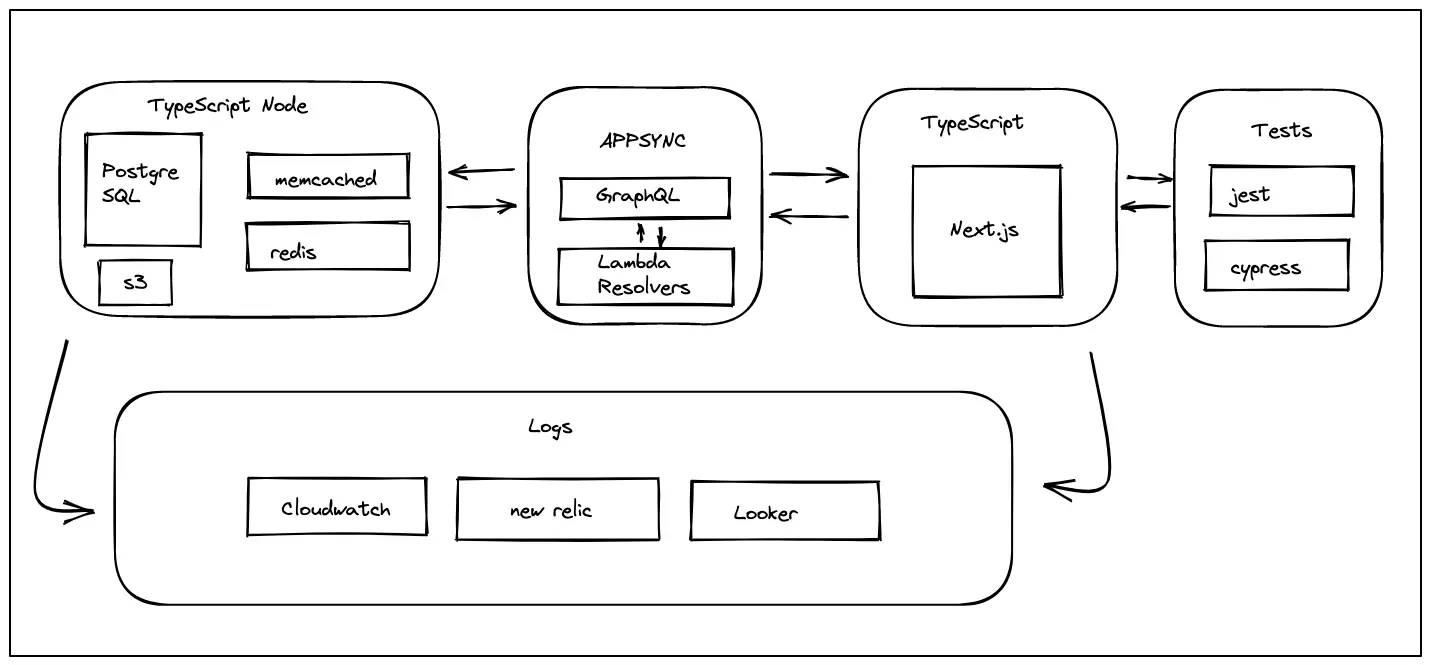 TypeScript Node
Postgre
SQL
s3
memcached
redis
APPSYNC
GraphQL
Lambda
Resolvers
TypeScript
Next.js
Tests
jest
cypress
Logs
Cloudwatch
new relic
Looker